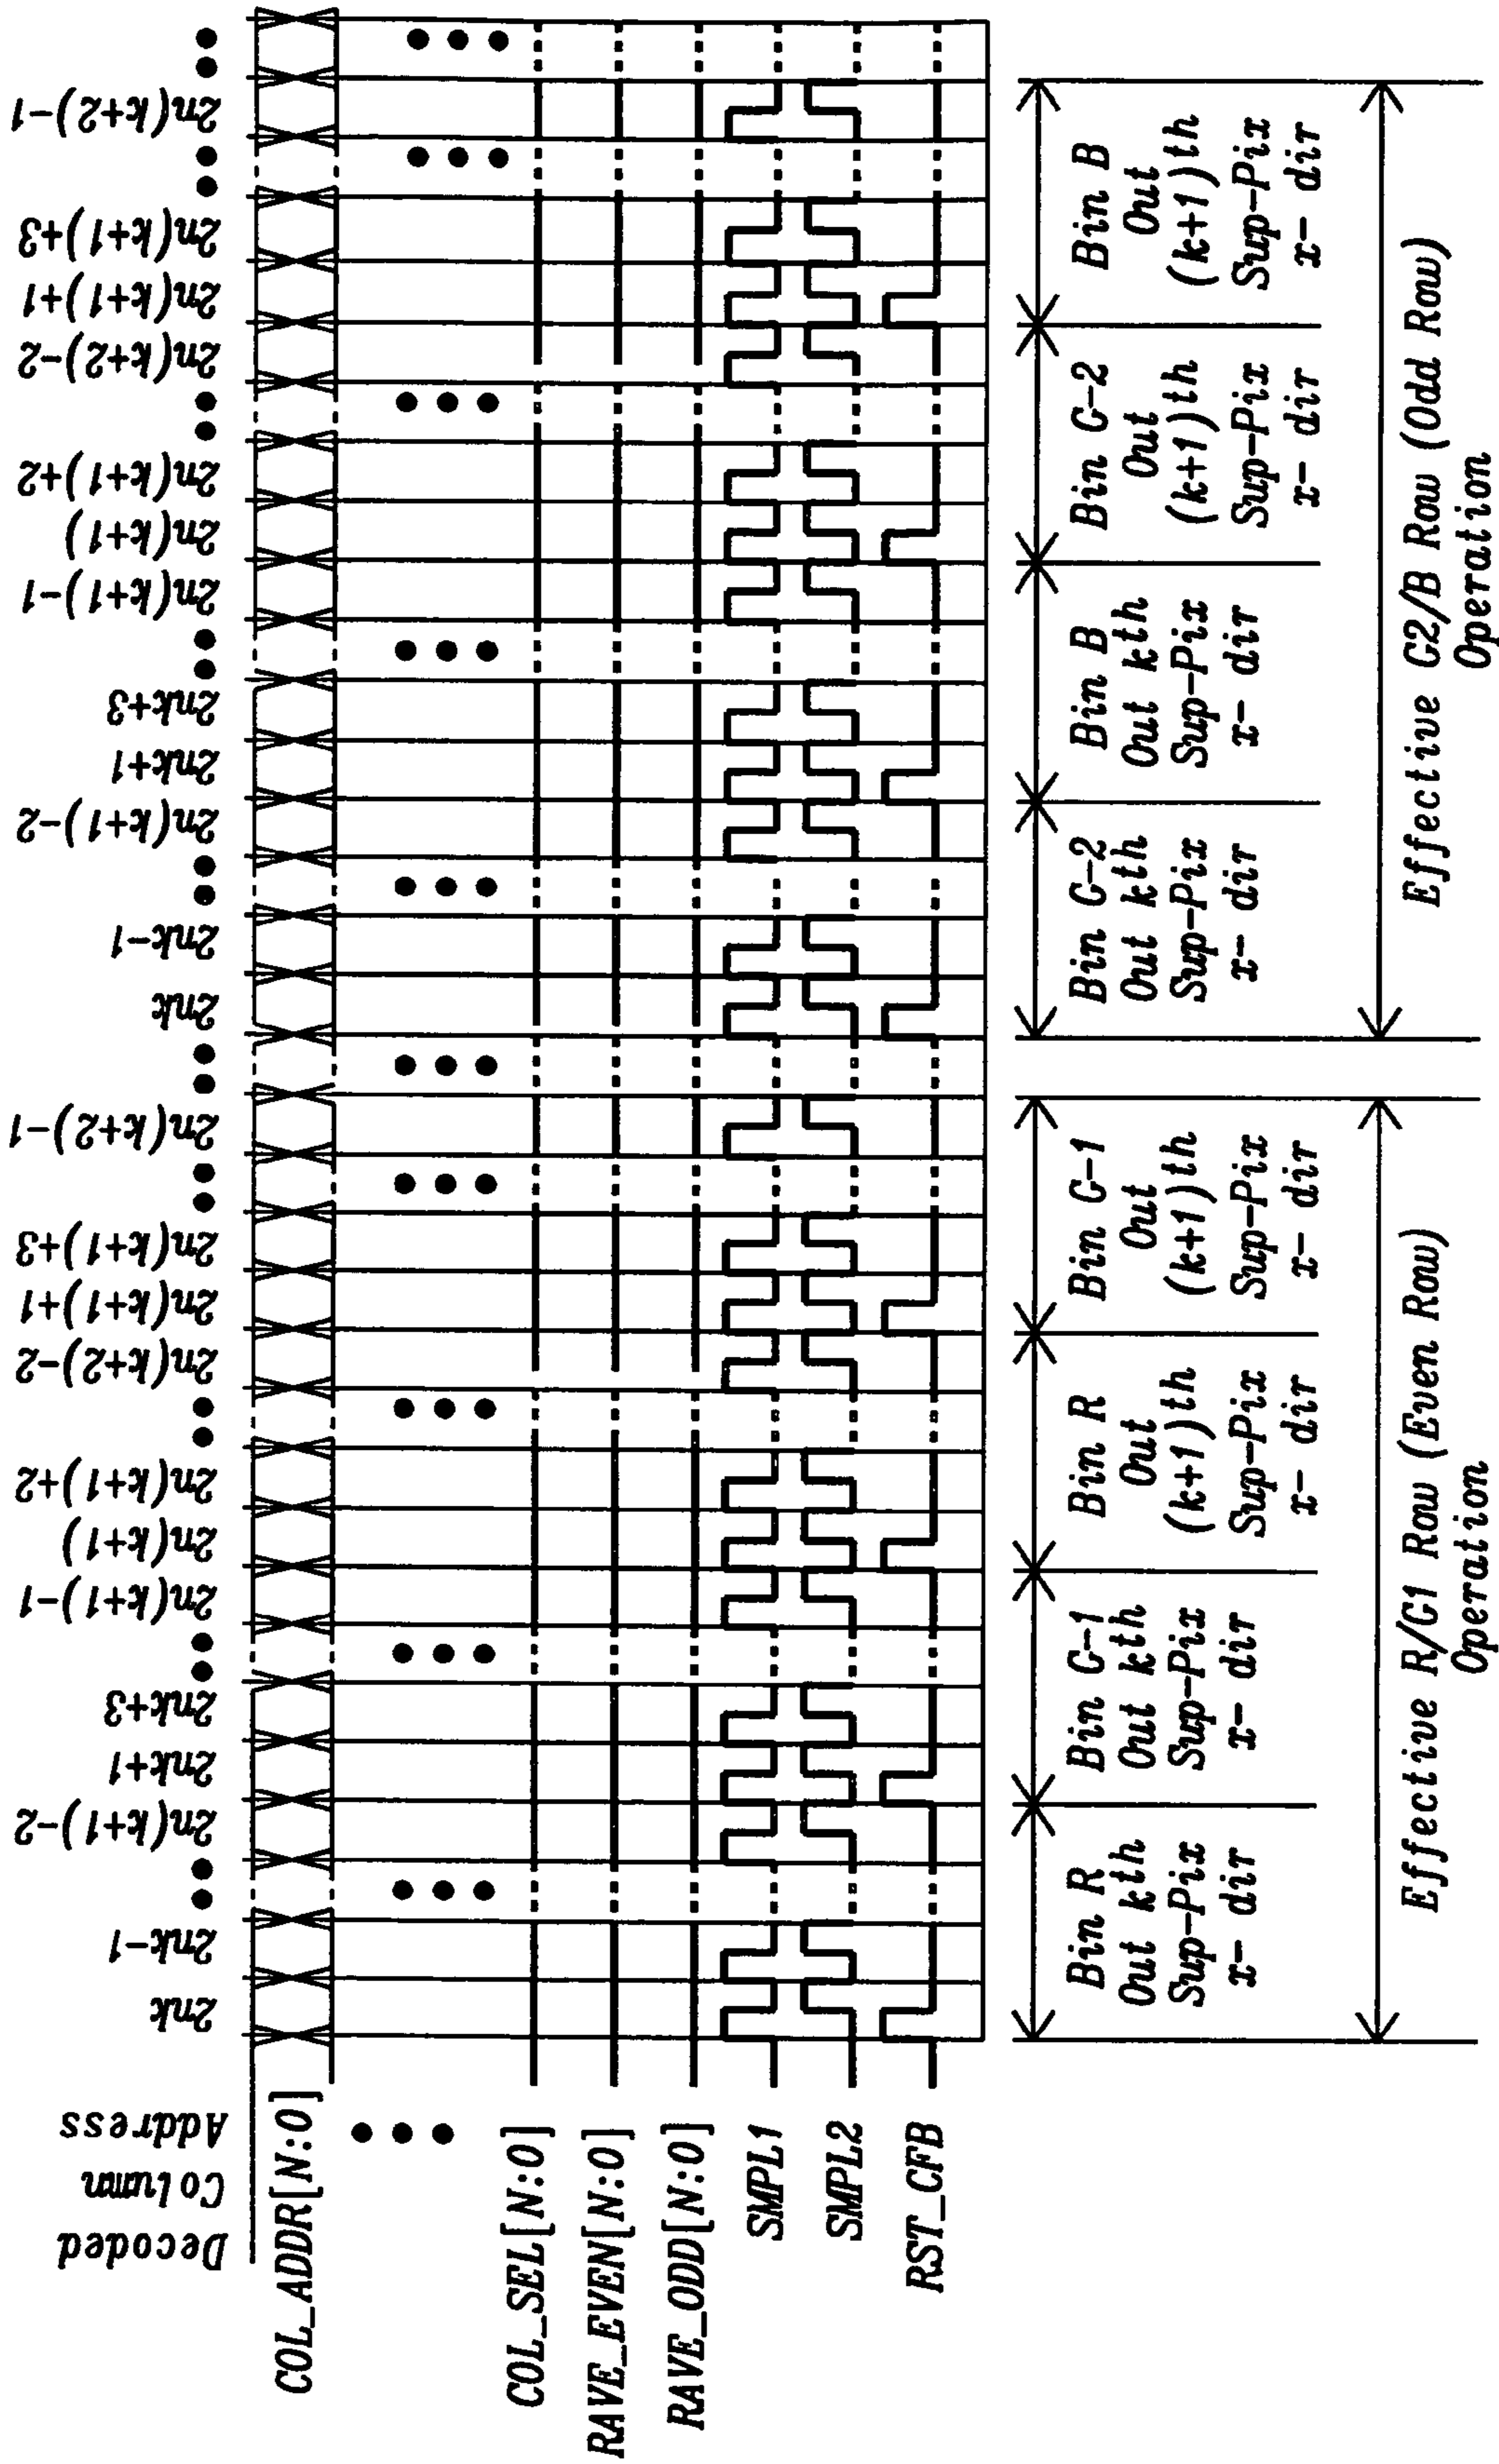 Decoded
Column
Address
2nk
2nk-1
2n(k+1)-2
2nk+1
2nk+3
2n(k+1)-1
2n(k+1)
2n(k+1)+2
2n(k+2)-2
2n(k+1)+1
2n(k+1)+3
2n(k+2)-1
2nk
2nk-1
2n(k+1)-2
2nk+1
2nk+3
2n(k+1)-1
2n(k+1)
2n(k+1)+2
2n(k+2)-2
2n(k+1)+1
2n(k+1)+3
2n(k+2)-1
COL_ADDR[N:0]
COL_SEL[N:0]
RAVE_EVEN[N:0]
RAVE_ODD[N:0]
SMPL1
SMPL2
RST_CFB
Bin R
Out kth
Sup-Pix
x- dir
Bin G-1
Out kth
Sup-Pix
x- dir
Bin R
Out
(k+1)th
Sup-Pix
x- dir
Bin G-1
Out
(k+1)th
Sup-Pix
x- dir
Bin G-2
Out kth
Sup-Pix
x- dir
Bin B
Out kth
Sup-Pix
x- dir
Bin G-2
Out
(k+1)th
Sup-Pix
x- dir
Bin B
Out
(k+1)th
Sup-Pix
x- dir
Effective R/G1 Row (Even Row)
Operation
Effective G2/B Row (Odd Row)
Operation